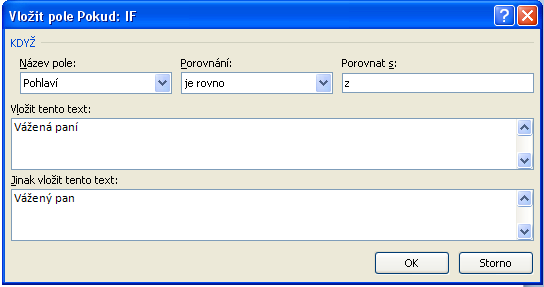 Vložit pole Pokud: IF
KDYŽ
Název pole: Porovnání: Porovnat s:
Pohlaví je rovno z
Vložit tento text:
Vážená paní
Jinak vložit tento text:
Vážený pan
OK Storno